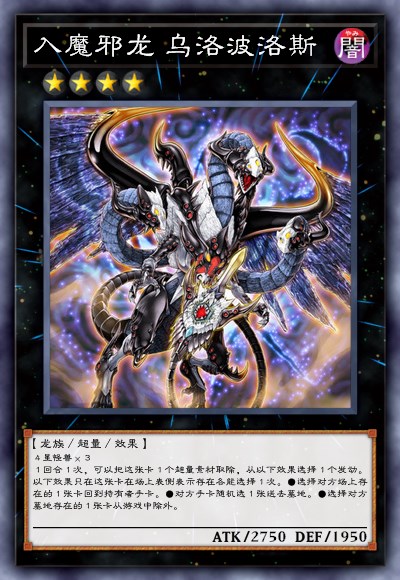 入魔邪龙 乌洛波洛斯
やみ
闇
【龙族／超量／效果】
4星怪兽×3
1回合1次，可以把这张卡1个超量素材取除，从以下效果选择1个发动。
以下效果只在这张卡在场上表侧表示存在各能选择1次。●选择对方场上存
在的1张卡回到持有者手卡。●对方手卡随机选1张送去墓地。●选择对方
墓地存在的1张卡从游戏中除外。
ATK/2750 DEF/1950